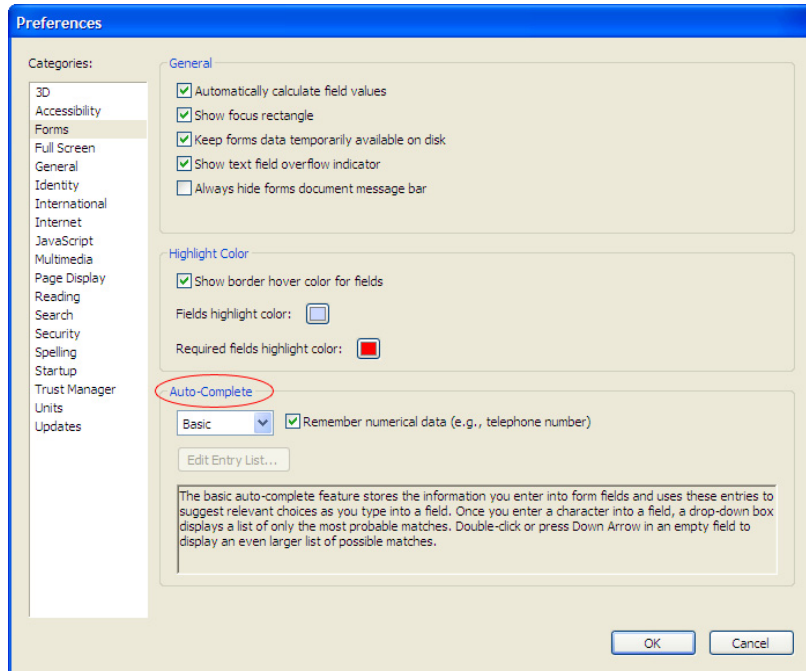 Preferences
Categories:
3D
Accessibility
Forms
Full Screen
General
Identity
International
Internet
JavaScript
Multimedia
Page Display
Reading
Search
Security
Spelling
Startup
Trust Manager
Units
Updates
General
Automatically calculate field values
Show focus rectangle
Keep forms data temporarily available on disk
Show text field overflow indicator
Always hide forms document message bar
Highlight Color
Show border hover color for fields
Fields highlight color:
Required fields highlight color:
Auto-Complete
Basic
Remember numerical data (e.g., telephone number)
Edit Entry List...
The basic auto-complete feature stores the information you enter into form fields and uses these entries to
suggest relevant choices as you type into a field. Once you enter a character into a field, a drop-down box
displays a list of only the most probable matches. Double-click or press Down Arrow in an empty field to
display an even larger list of possible matches.
OK
Cancel